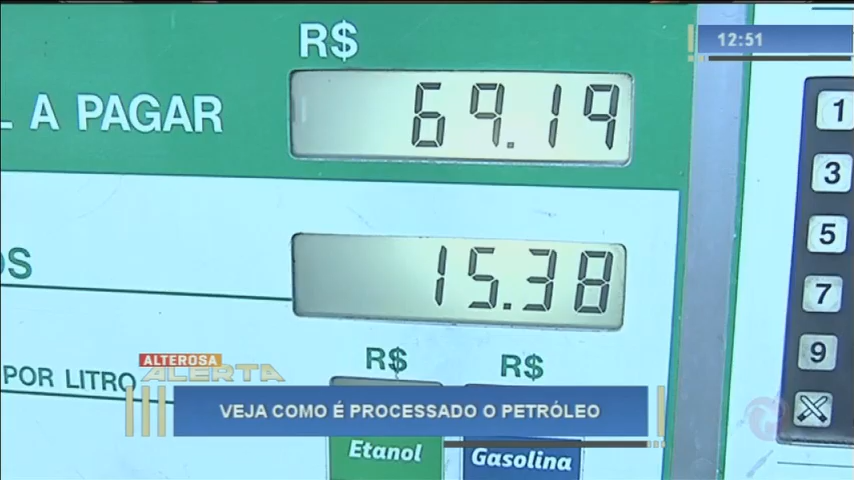 R$
12:51
A PAGAR
69.19
1
3
15.38
5
OS
7
R$
R$
ALTEROSA
ALERTA
POR LITRO
9
VEJA COMO É PROCESSADO O PETRÓLEO
Etanol
Gasolina